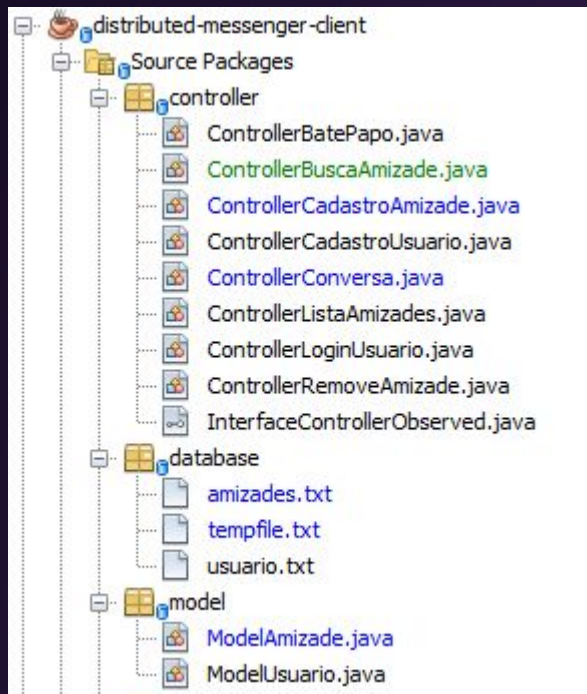 distributed-messenger-client
Source Packages
controller
ControllerBatePapo.java
ControllerBuscaAmizade.java
ControllerCadastroAmizade.java
ControllerCadastroUsuario.java
ControllerConversa.java
ControllerListaAmizades.java
ControllerLoginUsuario.java
ControllerRemoveAmizade.java
InterfaceControllerObserved.java
database
amizades.txt
tempfile.txt
usuario.txt
model
ModelAmizade.java
ModelUsuario.java